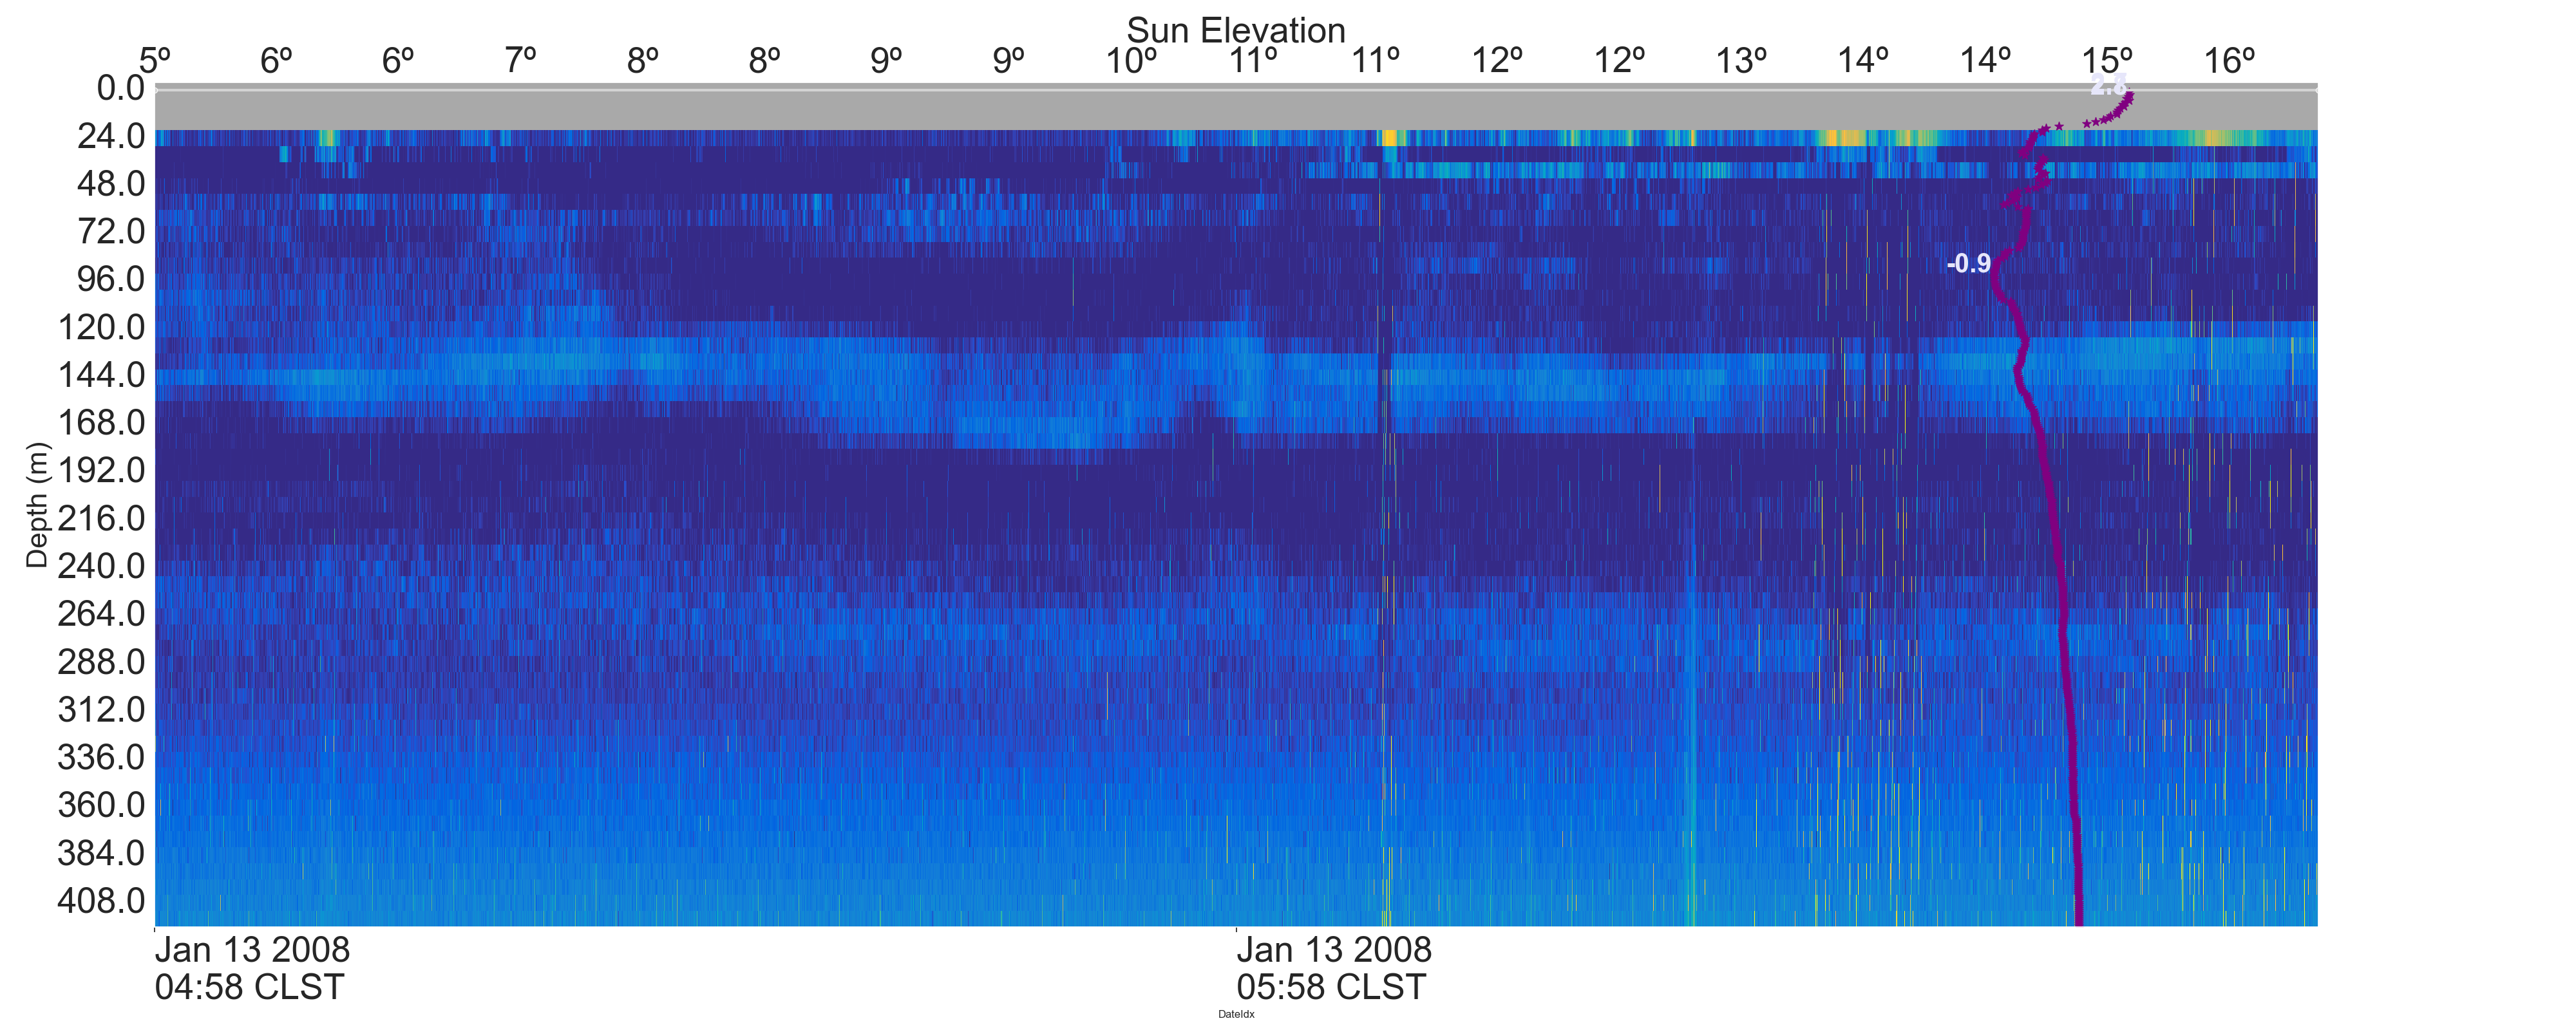 Sun Elevation
5º 6º 6º 7º 8º 8º 9º 9º 10º 11º 11º 12º 12º 13º 14º 14º 15º 16º
0.0
24.0
48.0
72.0
-0.9
96.0
120.0
144.0
168.0
192.0
216.0
240.0
264.0
288.0
312.0
336.0
360.0
384.0
408.0
Depth (m)
Jan 13 2008
04:58 CLST
Jan 13 2008
05:58 CLST
DateIdx